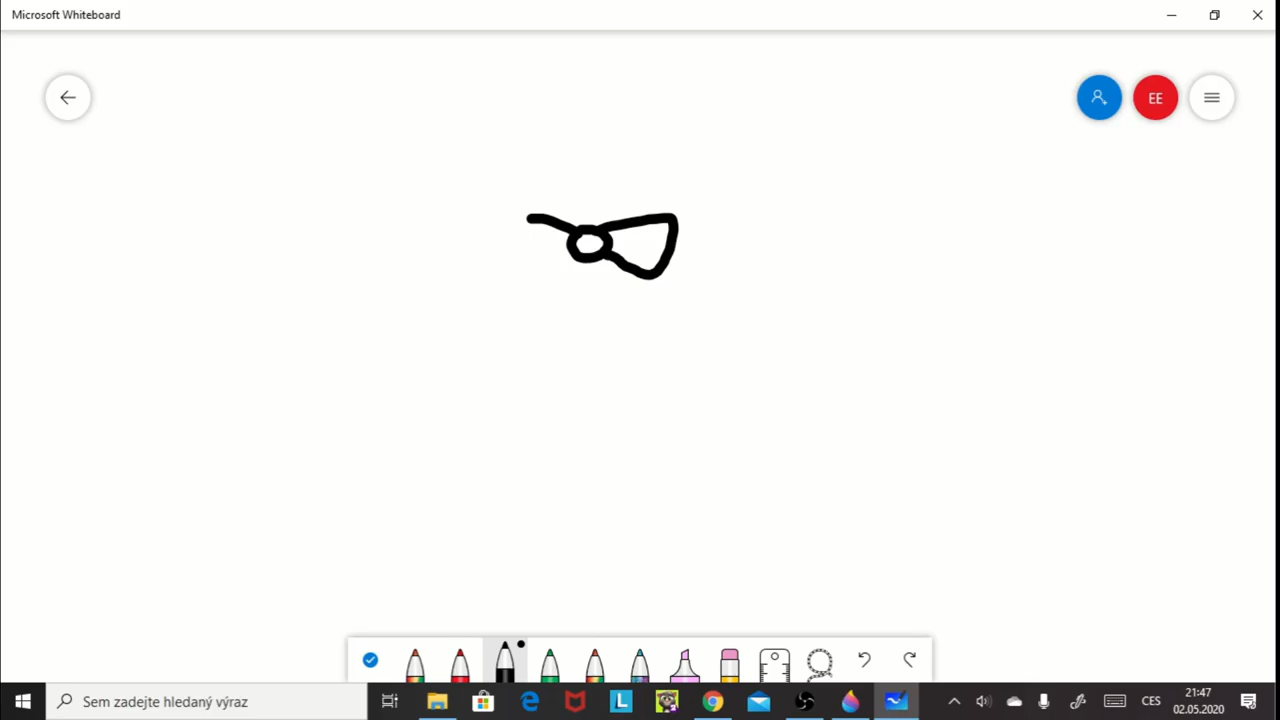 Microsoft Whiteboard
EE
Sem zadejte hledaný výraz
L
CES
21:47
02.05.2020